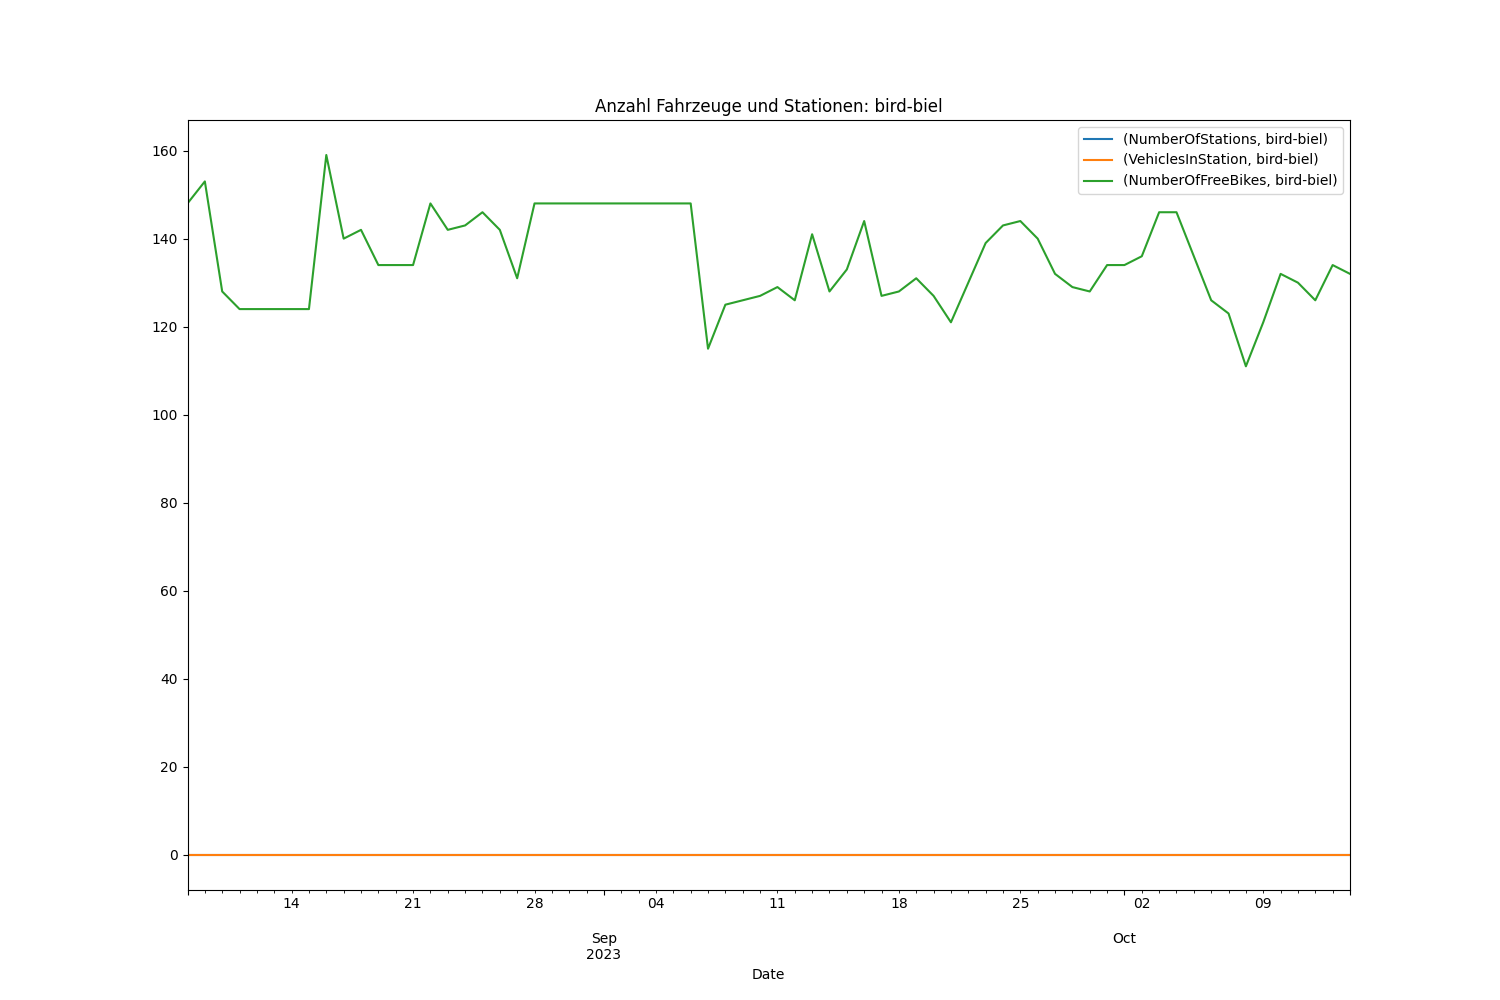 Anzahl Fahrzeuge und Stationen: bird-biel
(NumberOfStations, bird-biel)
(VehiclesInStation, bird-biel)
(NumberOfFreeBikes, bird-biel)
160
140
120
100
80
60
40
20
0
14 21 28 04 11 18 25 02 09
Sep Oct
2023
Date